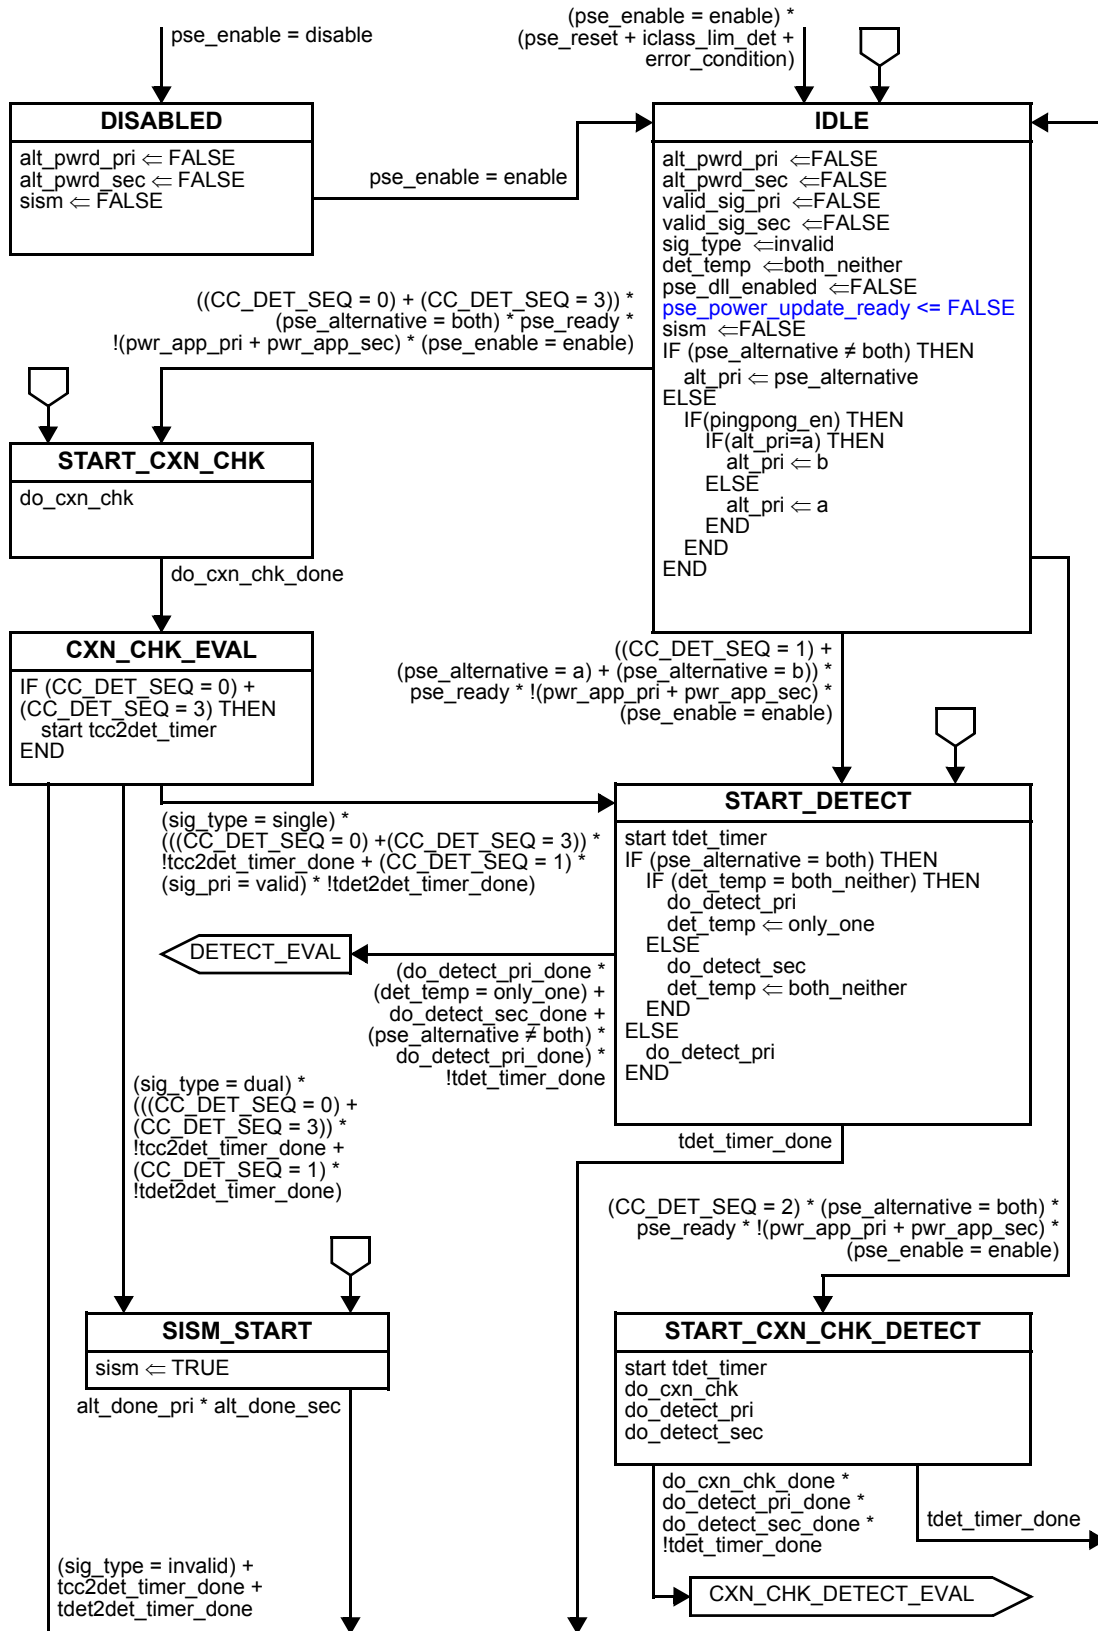 pse_enable = disable
(pse_enable = enable) *
(pse_reset + iclass_lim_det +
error_condition)
DISABLED
alt_pwrd_pri ⇐ FALSE
alt_pwrd_sec ⇐ FALSE
sism ⇐ FALSE
pse_enable = enable
IDLE
alt_pwrd_pri ⇐FALSE
alt_pwrd_sec ⇐FALSE
valid_sig_pri ⇐FALSE
valid_sig_sec ⇐FALSE
sig_type ⇐invalid
det_temp ⇐both_neither
pse_dll_enabled ⇐FALSE
pse_power_update_ready <= FALSE
sism ⇐FALSE
IF (pse_alternative ≠ both) THEN
alt_pri ⇐ pse_alternative
ELSE
IF(pingpong_en) THEN
IF(alt_pri=a) THEN
alt_pri ⇐ b
ELSE
alt_pri ⇐ a
END
END
END
((CC_DET_SEQ = 0) + (CC_DET_SEQ = 3)) *
(pse_alternative = both) * pse_ready *
!(pwr_app_pri + pwr_app_sec) * (pse_enable = enable)
START_CXN_CHK
do_cxn_chk
do_cxn_chk_done
CXN_CHK_EVAL
IF (CC_DET_SEQ = 0) +
(CC_DET_SEQ = 3) THEN
start tcc2det_timer
END
((CC_DET_SEQ = 1) +
(pse_alternative = a) + (pse_alternative = b)) *
pse_ready * !(pwr_app_pri + pwr_app_sec) *
(pse_enable = enable)
(sig_type = single) *
(((CC_DET_SEQ = 0) +(CC_DET_SEQ = 3)) *
!tcc2det_timer_done + (CC_DET_SEQ = 1) *
(sig_pri = valid) * !tdet2det_timer_done)
START_DETECT
start tdet_timer
IF (pse_alternative = both) THEN
IF (det_temp = both_neither) THEN
do_detect_pri
det_temp ⇐ only_one
ELSE
do_detect_sec
det_temp ⇐ both_neither
END
ELSE
do_detect_pri
END
DETECT_EVAL
(do_detect_pri_done *
(det_temp = only_one) +
do_detect_sec_done +
(pse_alternative ≠ both) *
do_detect_pri_done) *
!tdet_timer_done
(sig_type = dual) *
(((CC_DET_SEQ = 0) +
(CC_DET_SEQ = 3)) *
!tcc2det_timer_done +
(CC_DET_SEQ = 1) *
!tdet2det_timer_done)
tdet_timer_done
(CC_DET_SEQ = 2) * (pse_alternative = both) *
pse_ready * !(pwr_app_pri + pwr_app_sec) *
(pse_enable = enable)
SISM_START
sism ⇐ TRUE
alt_done_pri * alt_done_sec
START_CXN_CHK_DETECT
start tdet_timer
do_cxn_chk
do_detect_pri
do_detect_sec
do_cxn_chk_done *
do_detect_pri_done *
do_detect_sec_done *
!tdet_timer_done
tdet_timer_done
(sig_type = invalid) +
tcc2det_timer_done +
tdet2det_timer_done
CXN_CHK_DETECT_EVAL